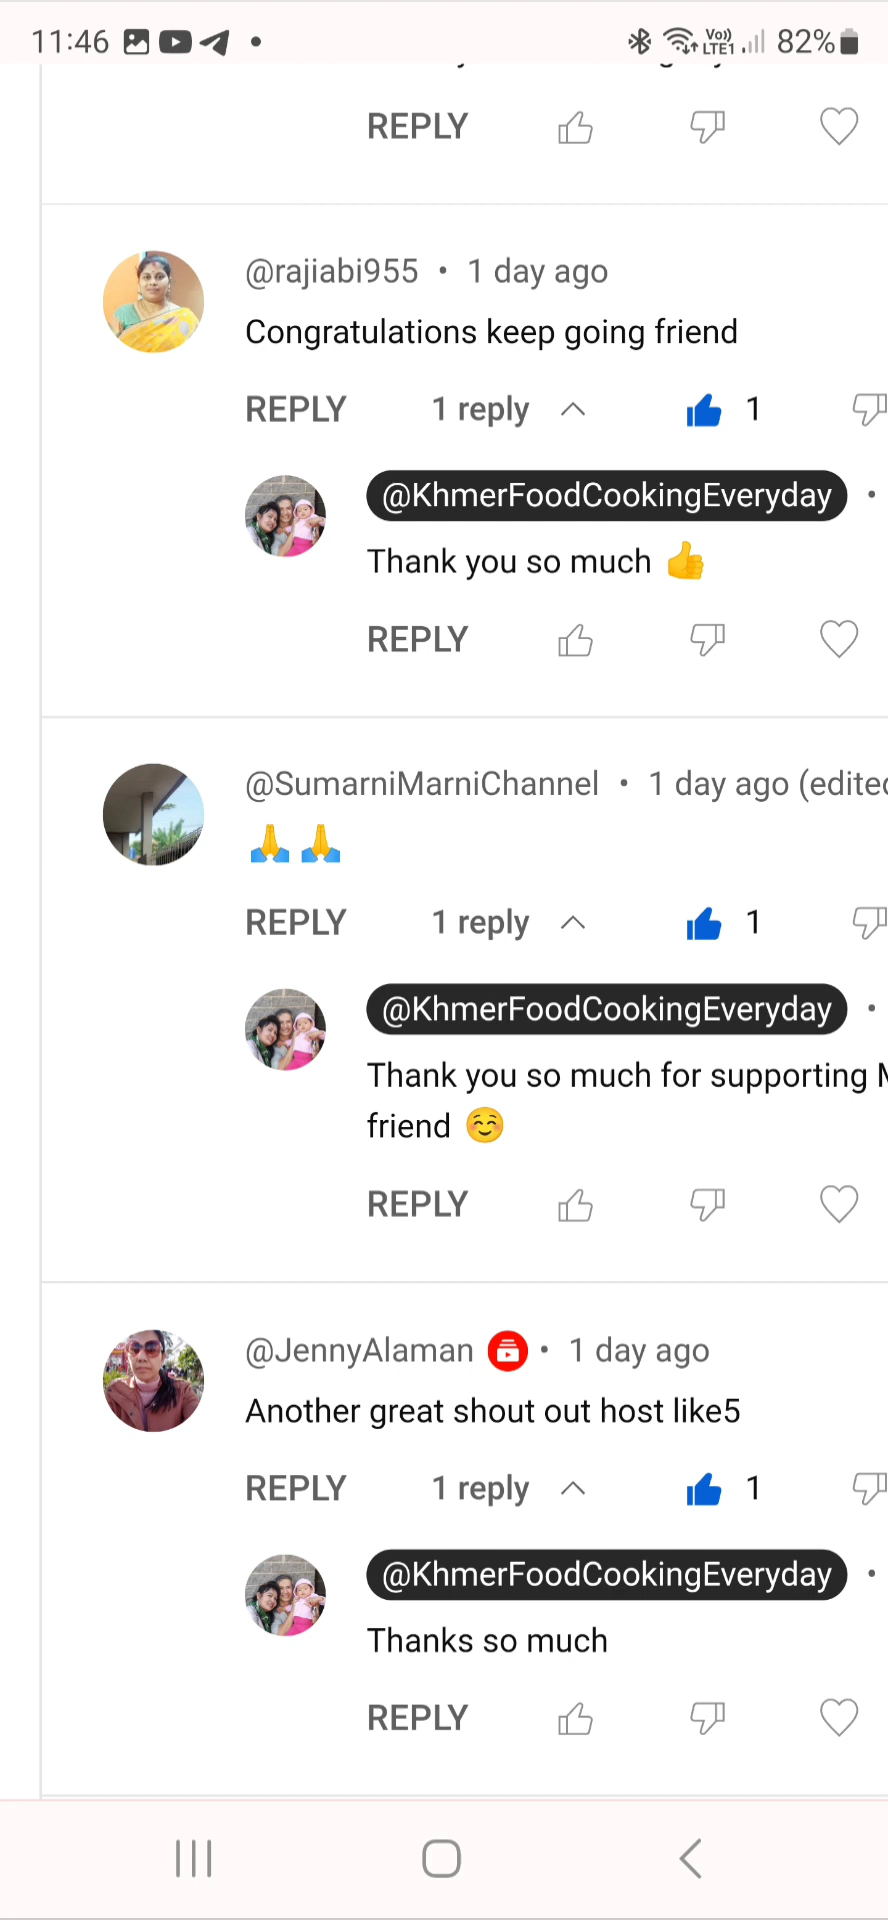 11:46 Vo)) LTE1 82%
REPLY
@rajiabi955 • 1 day ago
Congratulations keep going friend
REPLY 1 reply 1
@KhmerFoodCookingEveryday •
Thank you so much 👍
REPLY
@SumarniMarniChannel • 1 day ago (edited
🙏🙏
REPLY 1 reply 1
@KhmerFoodCookingEveryday •
Thank you so much for supporting
friend ☺️
REPLY
@JennyAlaman • 1 day ago
Another great shout out host like5
REPLY 1 reply 1
@KhmerFoodCookingEveryday •
Thanks so much
REPLY